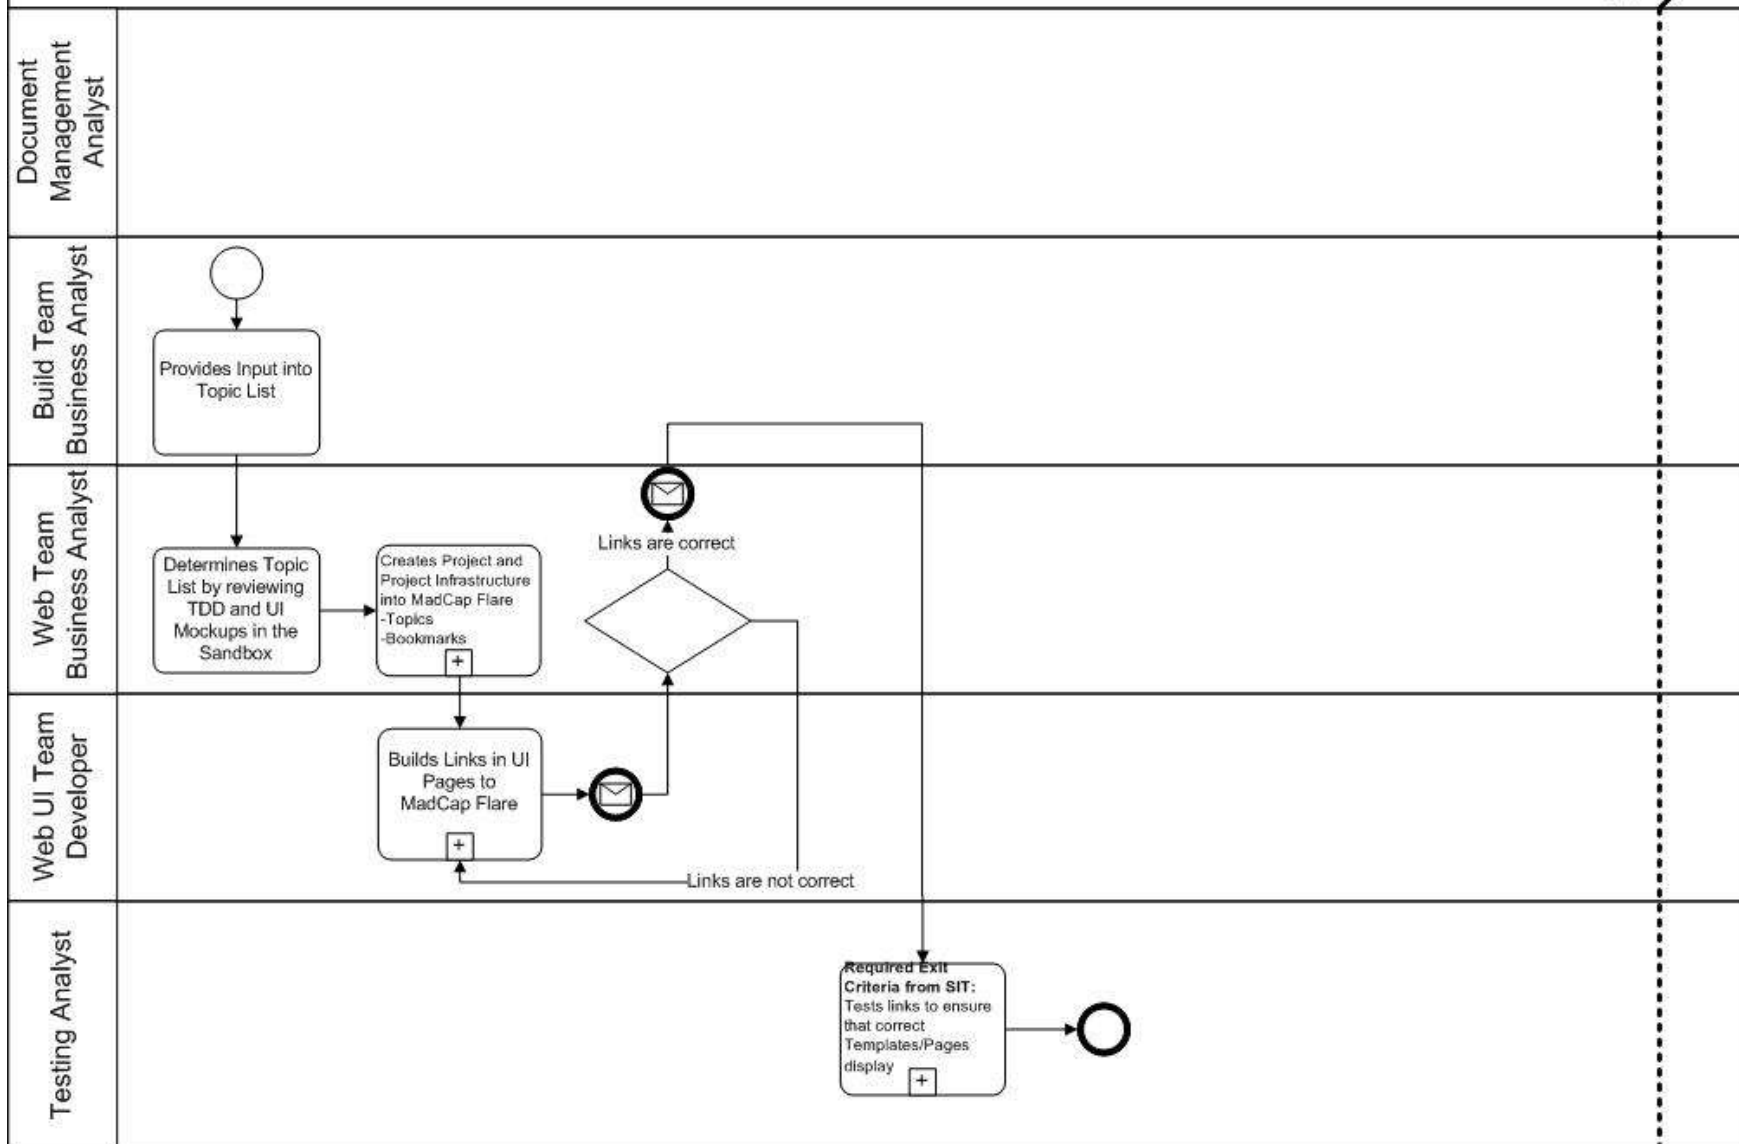 Document
Management
Analyst
Build Team
Business Analyst
Provides Input into
Topic List
Web Team
Business Analyst
Determines Topic
List by reviewing
TDD and UI
Mockups in the
Sandbox
Creates Project and
Project Infrastructure
into MadCap Flare
-Topics
-Bookmarks
+
Links are correct
Web UI Team
Developer
Builds Links in UI
Pages to
MadCap Flare
+
Links are not correct
Testing Analyst
Required Exit
Criteria from SIT:
Tests links to ensure
that correct
Templates/Pages
display
+